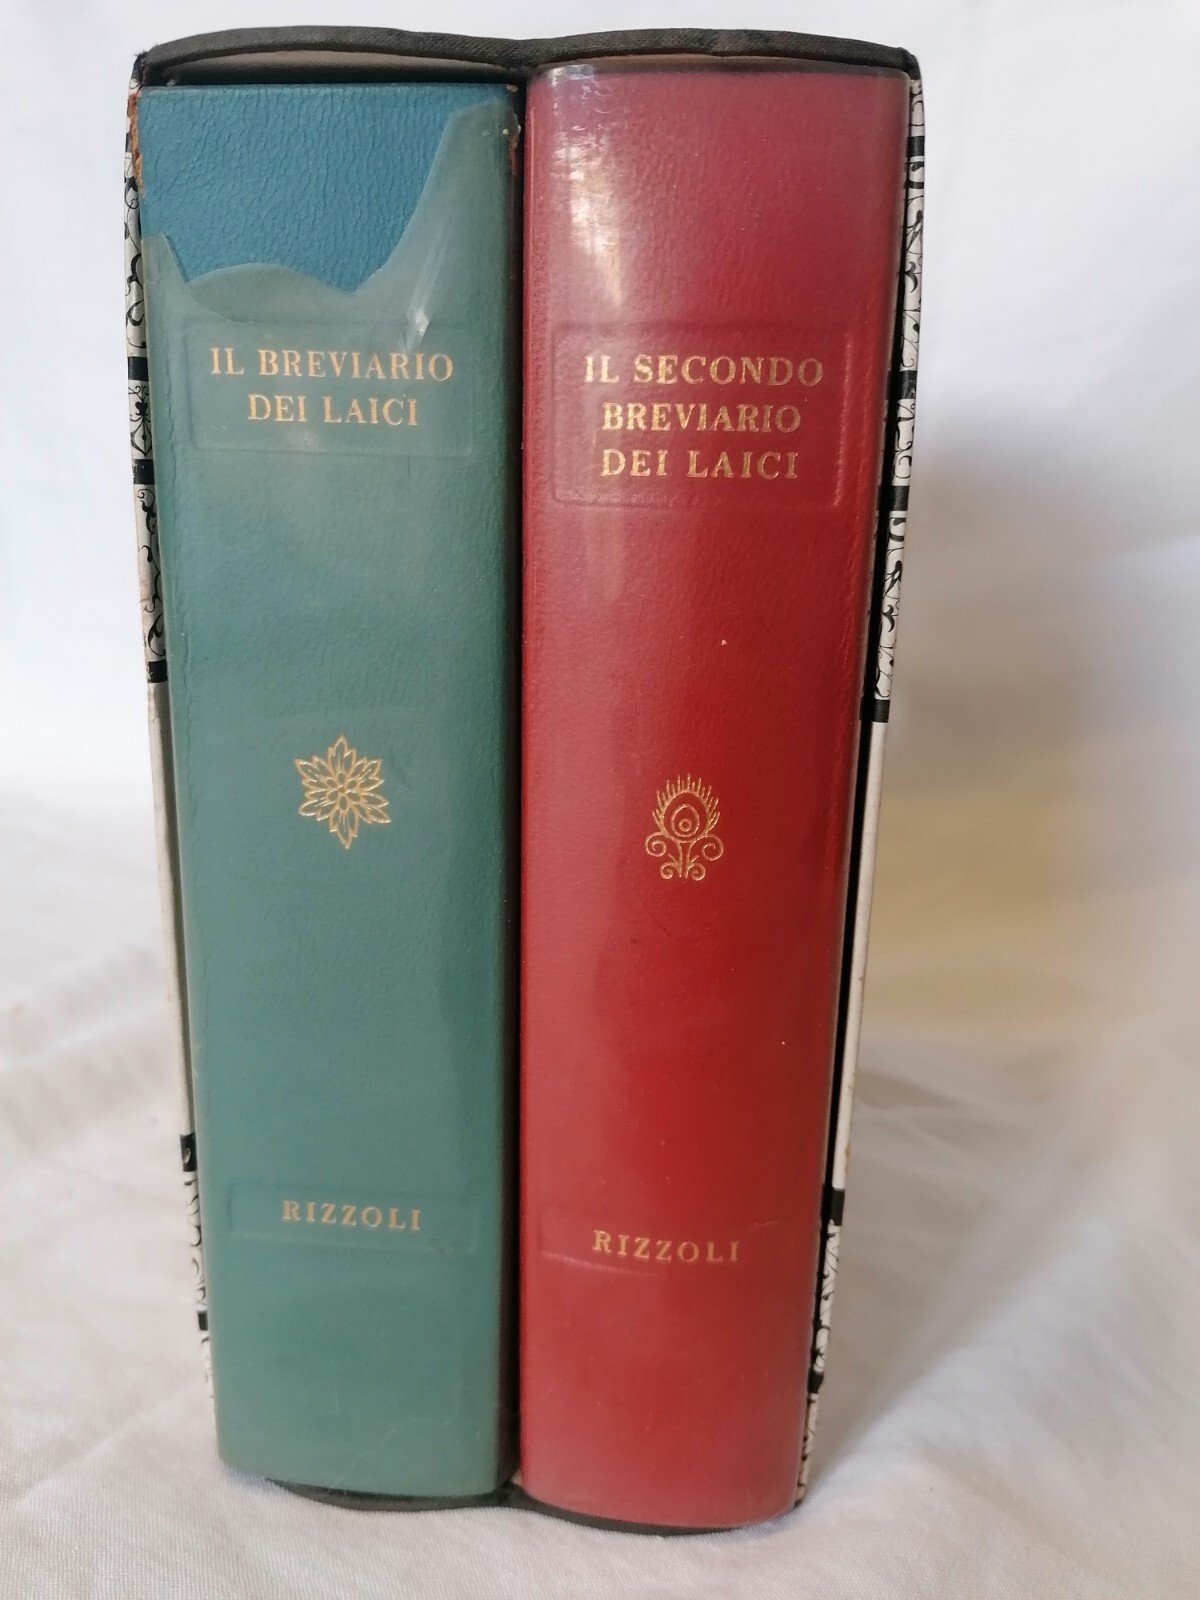 IL BREVIARIO
DEI LAICI
RIZZOLI
IL SECONDO
BREVIARIO
DEI LAICI
RIZZOLI